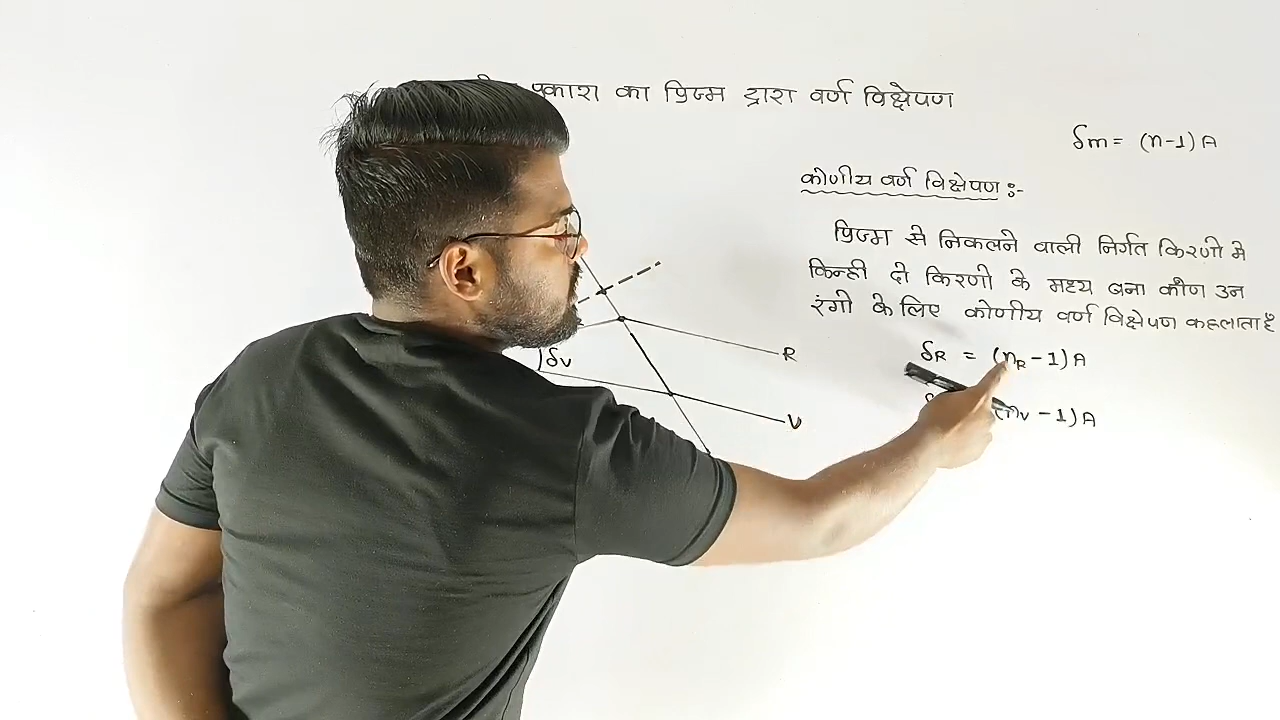 प्रकाश का प्रिज्म द्वारा वर्ण विक्षेपण
δm = (n-1) A
कोणीय वर्ण विक्षेपण :-
प्रिज्म से निकलने वाली निर्गत किरणो मे
किन्ही दो किरणो के मध्य बना कोण उन
रंगो के लिए कोणीय वर्ण विक्षेपण कहलाता है
δR = (nR - 1) A
(nv - 1) A
δv
R
V